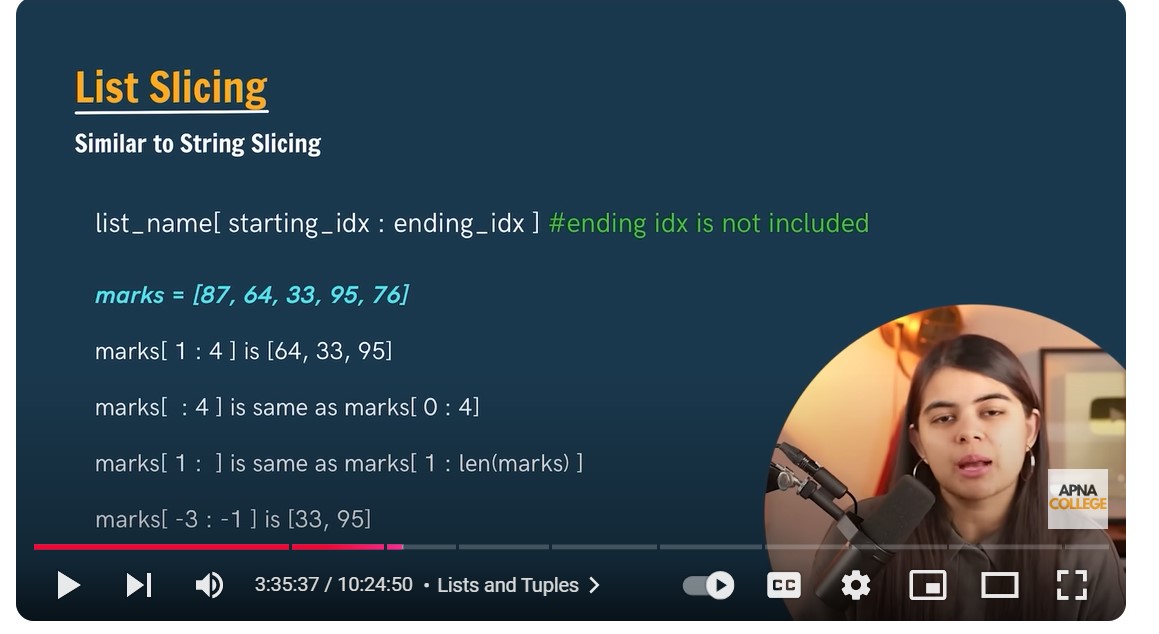 List Slicing
Similar to String Slicing
list_name[ starting_idx : ending_idx ] #ending idx is not included
marks = [87, 64, 33, 95, 76]
marks[ 1 : 4 ] is [64, 33, 95]
marks[  : 4 ] is same as marks[ 0 : 4]
marks[ 1 :  ] is same as marks[ 1 : len(marks) ]
marks[ -3 : -1 ] is [33, 95]
APNA
COLLEGE
3:35:37 / 10:24:50 • Lists and Tuples >
CC